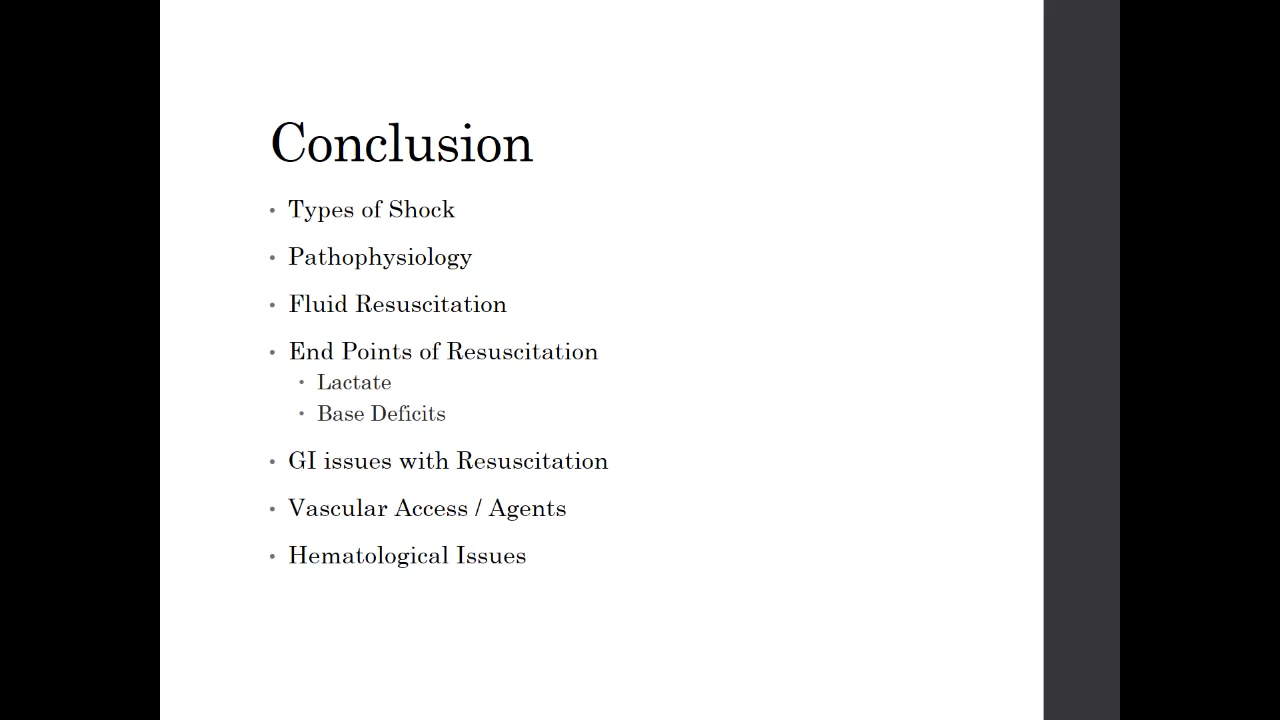 Conclusion
• Types of Shock
• Pathophysiology
• Fluid Resuscitation
• End Points of Resuscitation
• Lactate
• Base Deficits
• GI issues with Resuscitation
• Vascular Access / Agents
• Hematological Issues